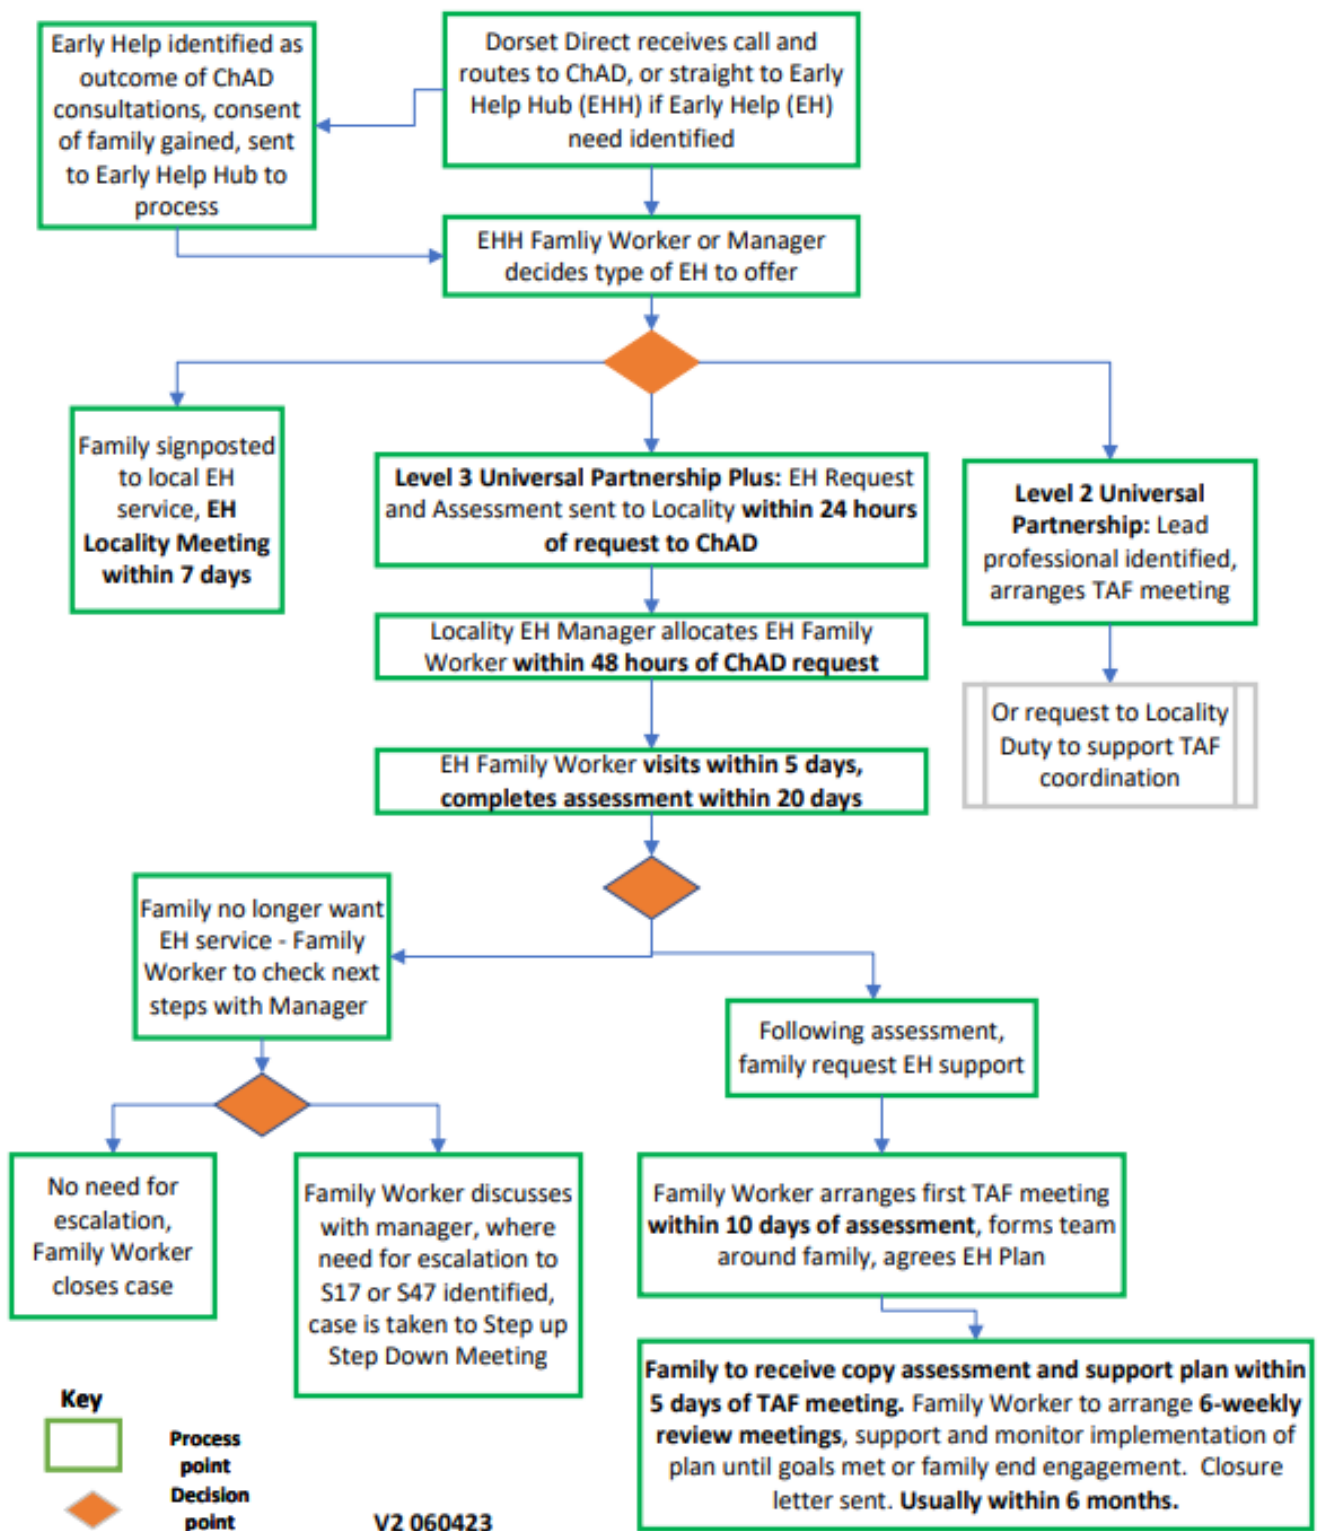 Early Help identified as
outcome of ChAD
consultations, consent
of family gained, sent
to Early Help Hub to
process
Dorset Direct receives call and
routes to ChAD, or straight to Early
Help Hub (EHH) if Early Help (EH)
need identified
EHH Famliy Worker or Manager
decides type of EH to offer
Family signposted
to local EH
service, EH
Locality Meeting
within 7 days
Level 3 Universal Partnership Plus: EH Request
and Assessment sent to Locality within 24 hours
of request to ChAD
Level 2 Universal
Partnership: Lead
professional identified,
arranges TAF meeting
Locality EH Manager allocates EH Family
Worker within 48 hours of ChAD request
Or request to Locality
Duty to support TAF
coordination
EH Family Worker visits within 5 days,
completes assessment within 20 days
Family no longer want
EH service - Family
Worker to check next
steps with Manager
Following assessment,
family request EH support
No need for
escalation,
Family Worker
closes case
Family Worker discusses
with manager, where
need for escalation to
S17 or S47 identified,
case is taken to Step up
Step Down Meeting
Family Worker arranges first TAF meeting
within 10 days of assessment, forms team
around family, agrees EH Plan
Family to receive copy assessment and support plan within
5 days of TAF meeting. Family Worker to arrange 6-weekly
review meetings, support and monitor implementation of
plan until goals met or family end engagement. Closure
letter sent. Usually within 6 months.
Key
Process
point
Decision
point
V2 060423